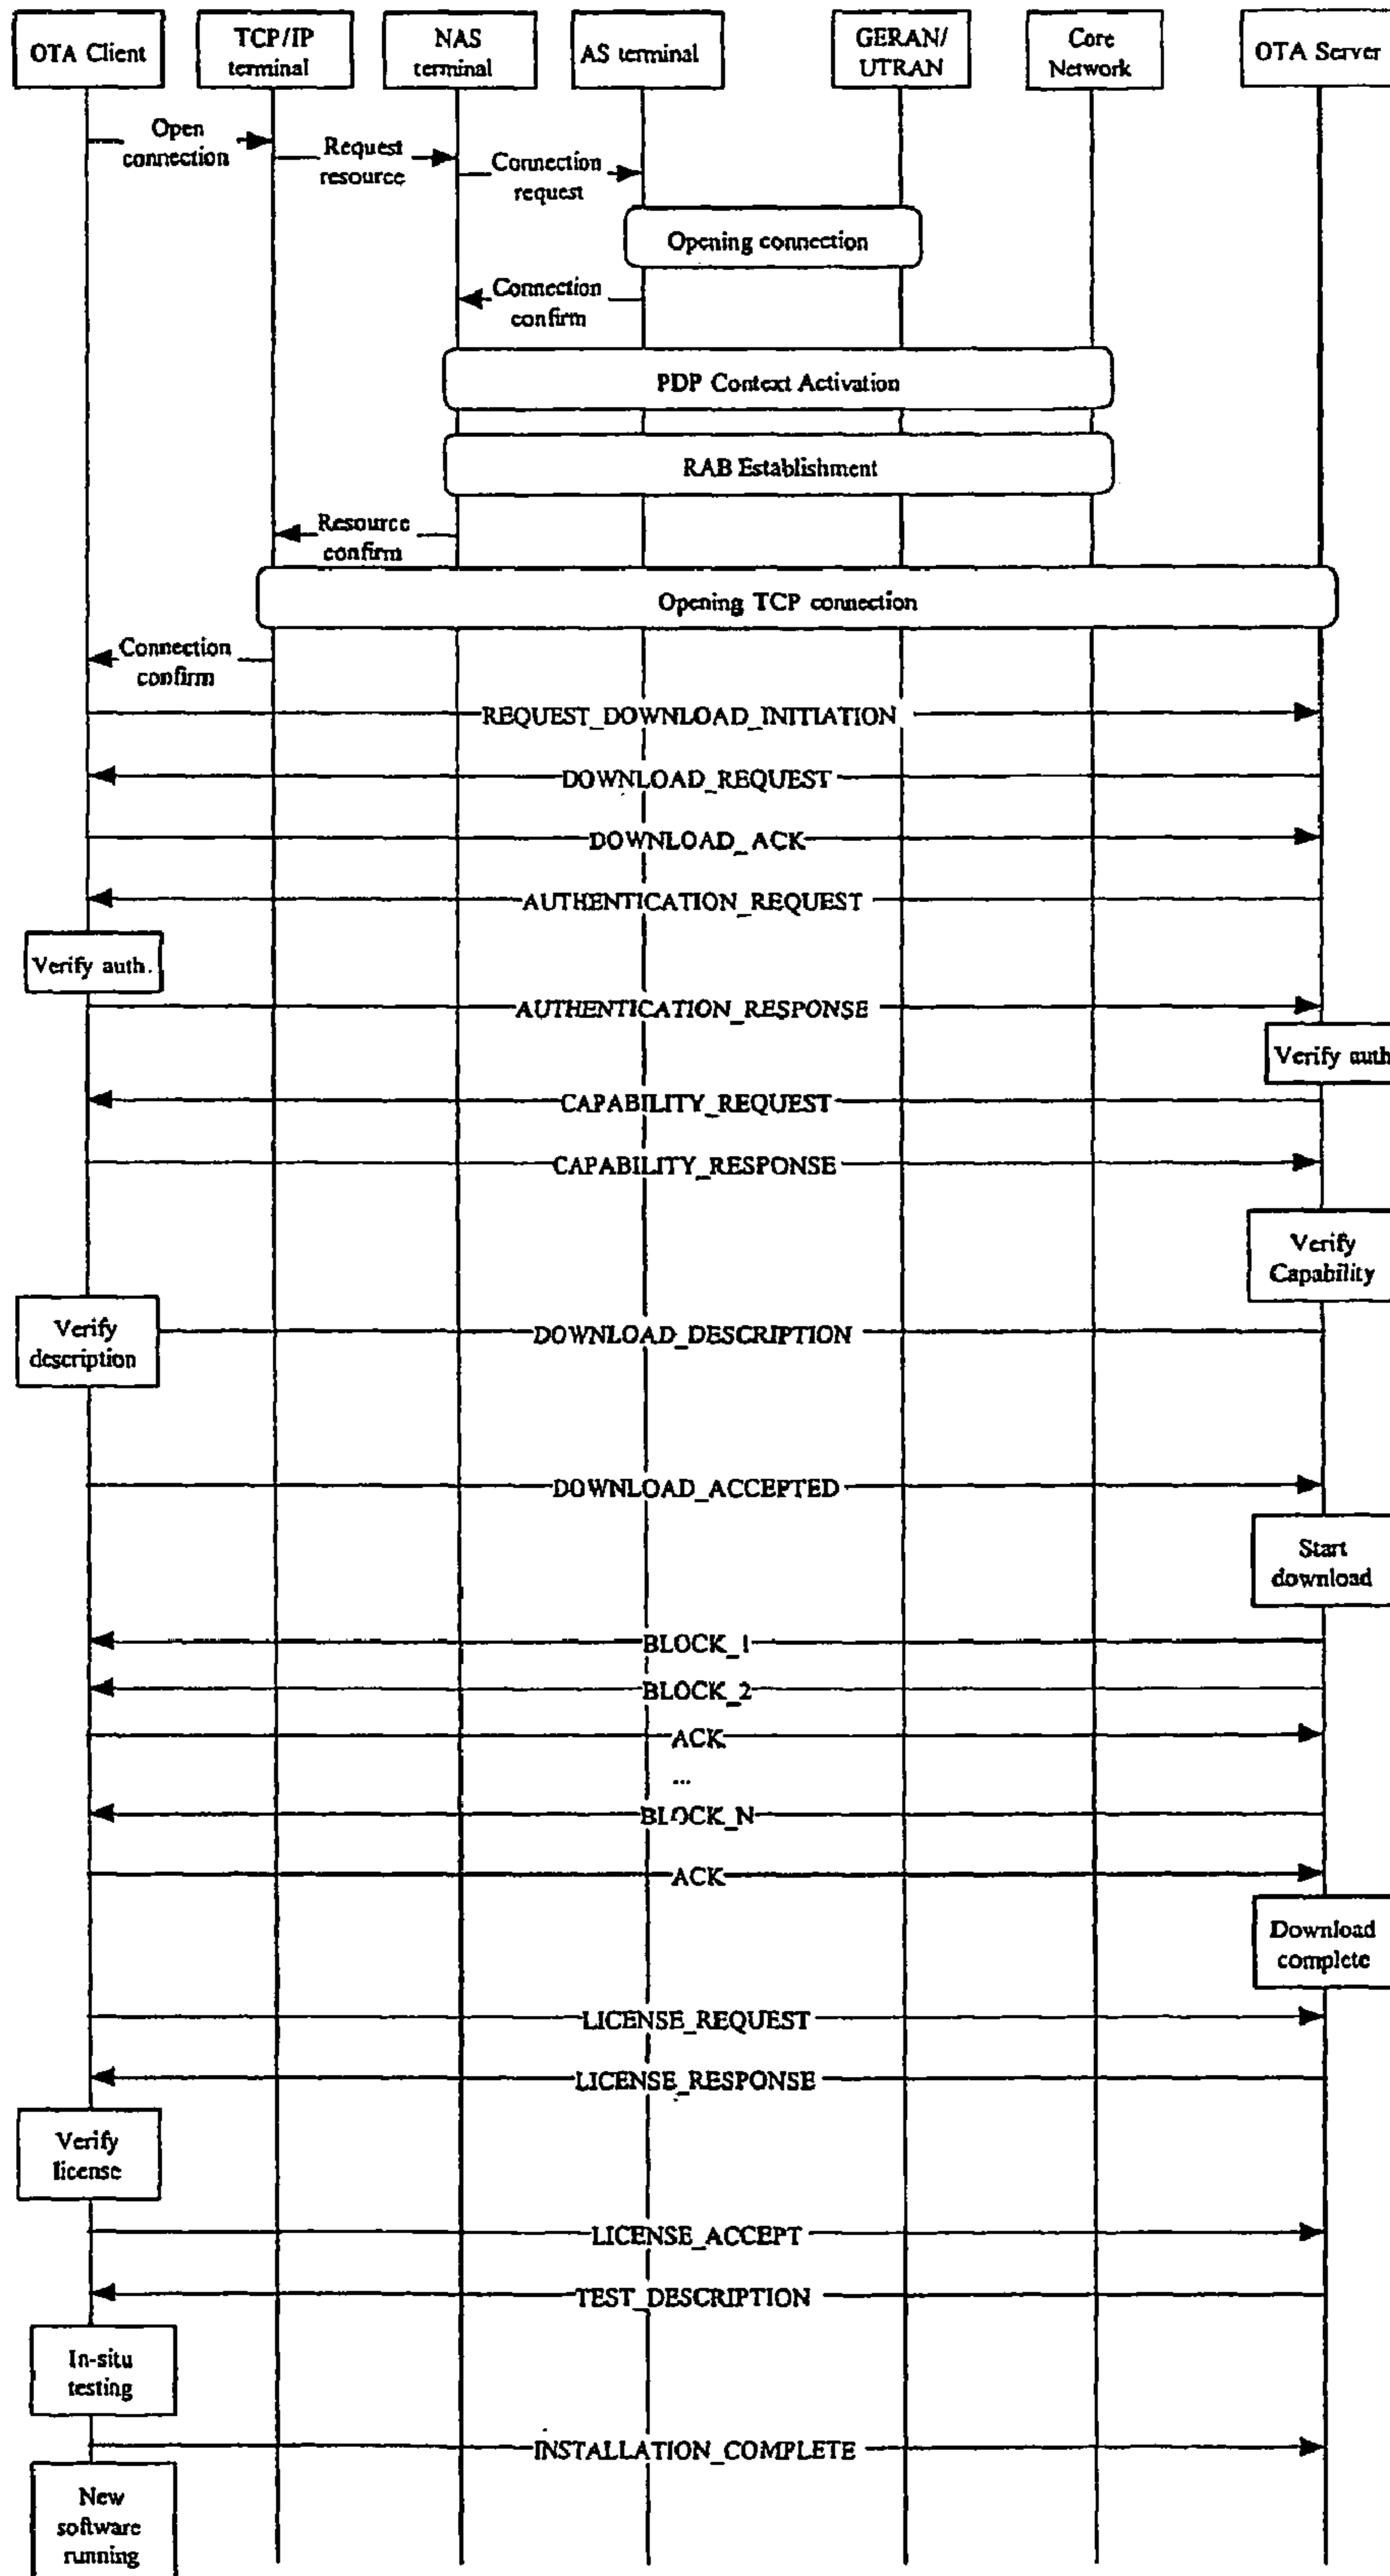 OTA Client
TCP/IP
terminal
NAS
terminal
AS terminal
GERAN/
UTRAN
Core
Network
OTA Server
Open
connection
Request
resource
Connection
request
Opening connection
Connection
confirm
PDP Context Activation
RAB Establishment
Resource
confirm
Opening TCP connection
Connection
confirm
REQUEST_DOWNLOAD_INITIATION
DOWNLOAD_REQUEST
DOWNLOAD_ACK
AUTHENTICATION_REQUEST
Verify auth.
AUTHENTICATION_RESPONSE
Verify auth
CAPABILITY_REQUEST
CAPABILITY_RESPONSE
Verify
Capability
Verify
description
DOWNLOAD_DESCRIPTION
DOWNLOAD_ACCEPTED
Start
download
BLOCK_1
BLOCK_2
ACK
...
BLOCK_N
ACK
Download
complete
LICENSE_REQUEST
LICENSE_RESPONSE
Verify
license
LICENSE_ACCEPT
TEST_DESCRIPTION
In-situ
testing
INSTALLATION_COMPLETE
New
software
running